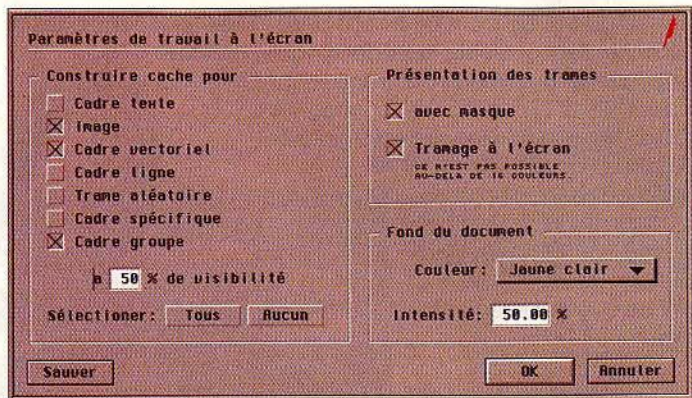 Paramètres de travail à l'écran
Construire cache pour
Cadre texte
image
Cadre vectoriel
Cadre ligne
Trame aléatoire
Cadre spécifique
Cadre groupe
à 50 % de visibilité
Sélectioner: Tous Aucun
Présentation des trames
avec masque
Tramage à l'écran
CE N'EST PAS POSSIBLE
AU-DELA DE 16 COULEURS.
Fond du document
Couleur: Jaune clair
Intensité: 50.00 %
Sauver OK Annuler